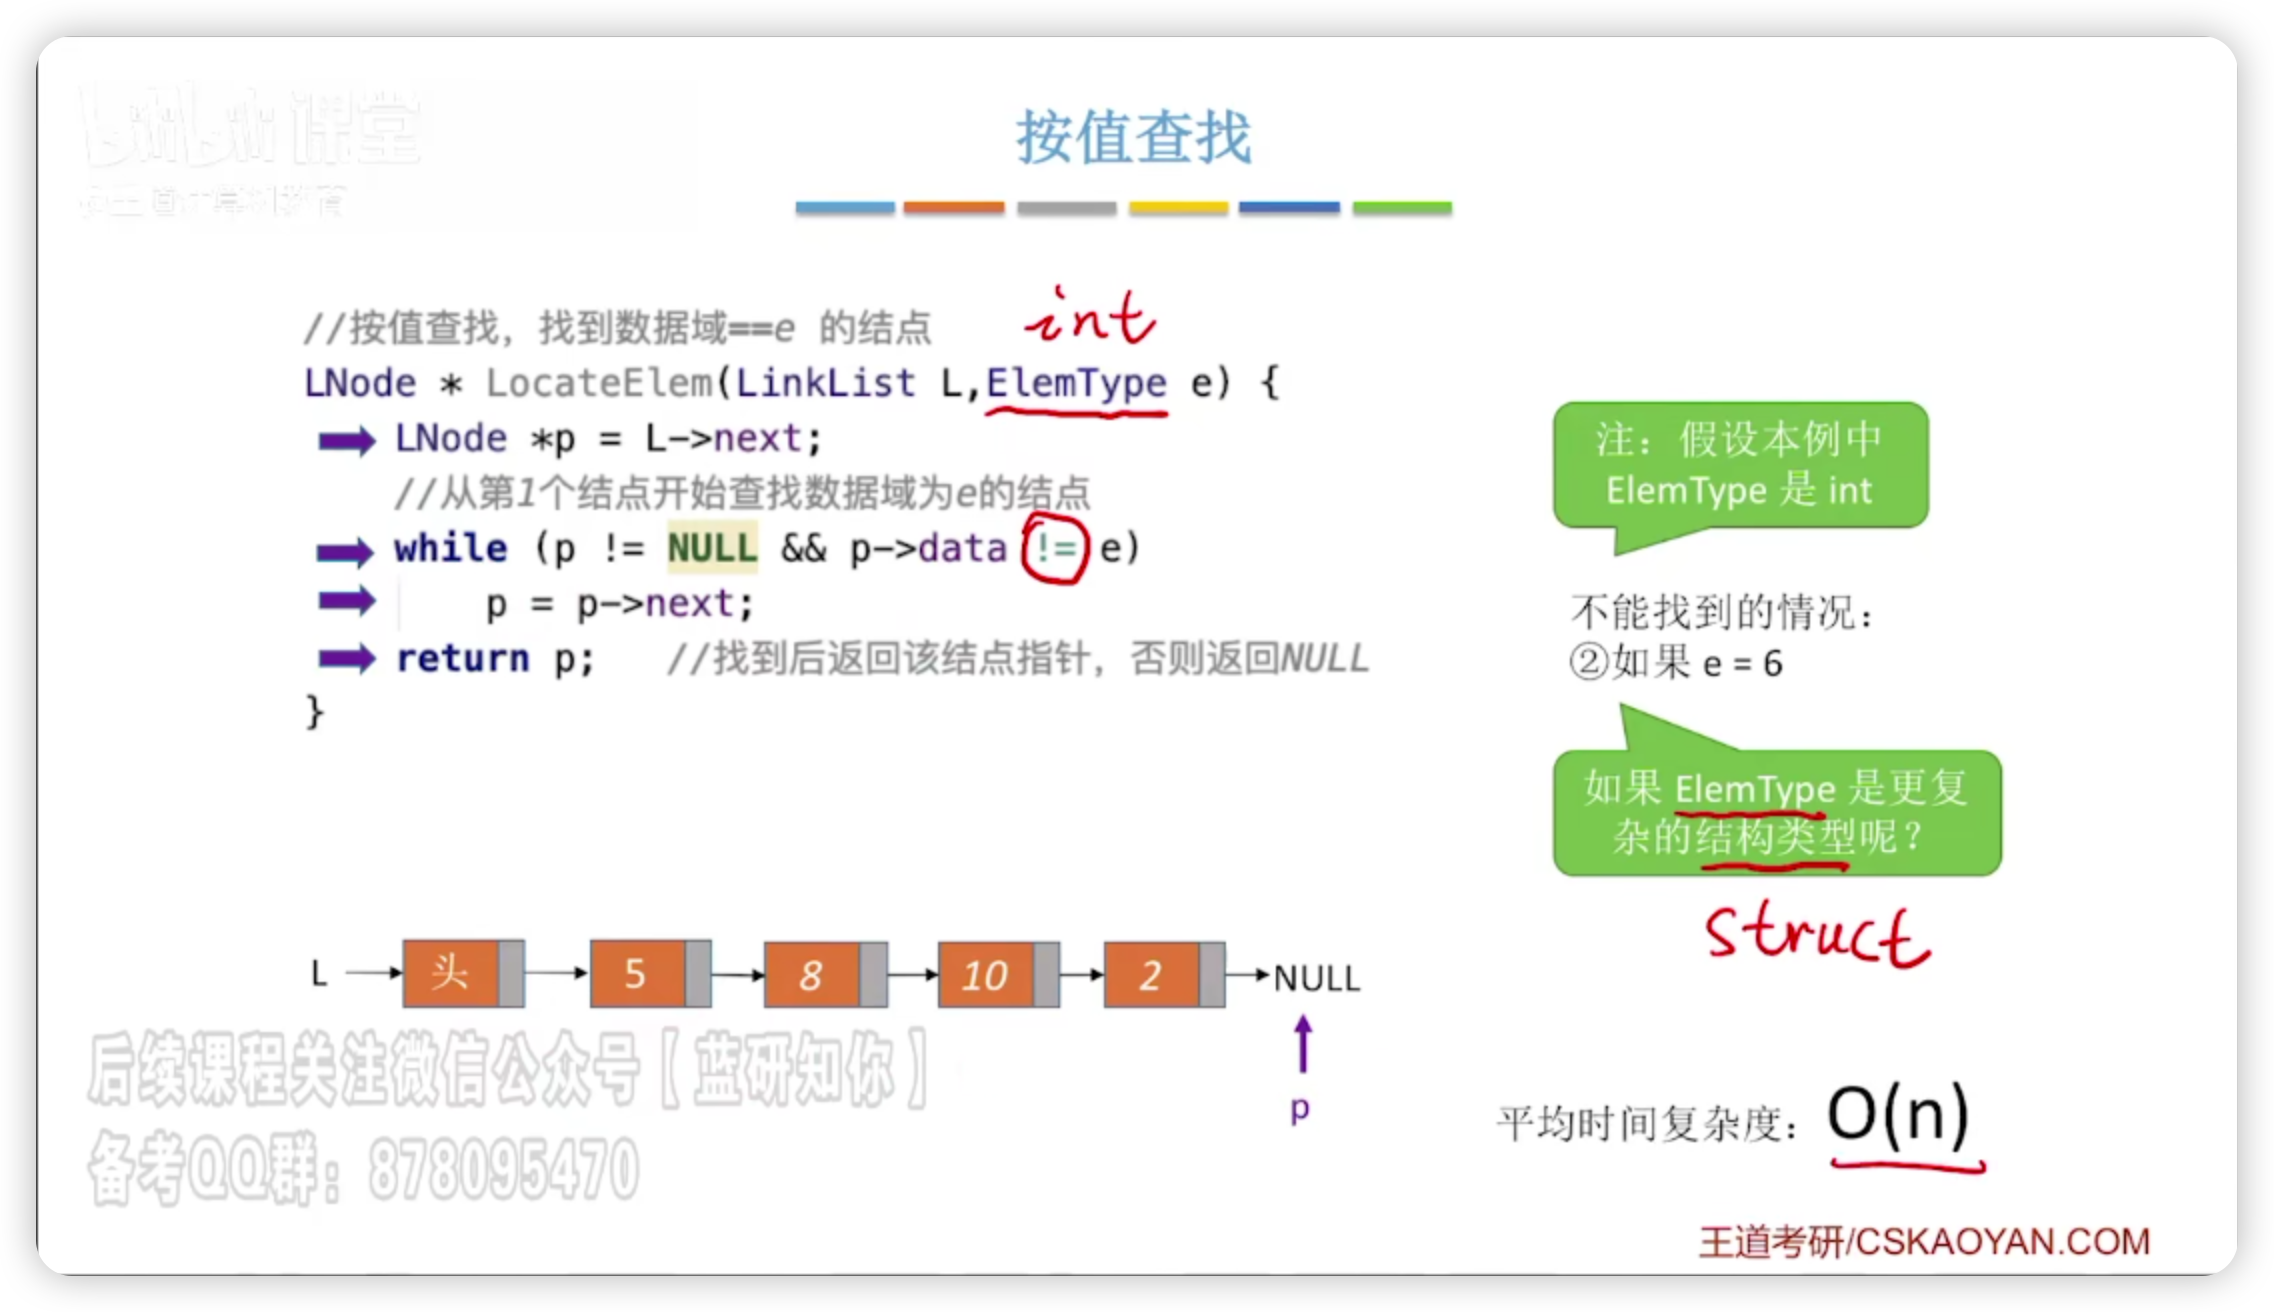 bilibili 课堂
按值查找
int
//按值查找，找到数据域==e 的结点
LNode * LocateElem(LinkList L,ElemType e) {
LNode *p = L->next;
//从第1个结点开始查找数据域为e的结点
while (p != NULL && p->data != e)
p = p->next;
return p; //找到后返回该结点指针，否则返回NULL
}
注：假设本例中
ElemType 是 int
不能找到的情况：
②如果 e = 6
如果 ElemType 是更复
杂的结构类型呢？
struct
L 头 5 8 10 2 NULL
p
后续课程关注微信公众号【蓝研知你】
备考QQ群：878095470
平均时间复杂度：O(n)
王道考研/CSKAOYAN.COM